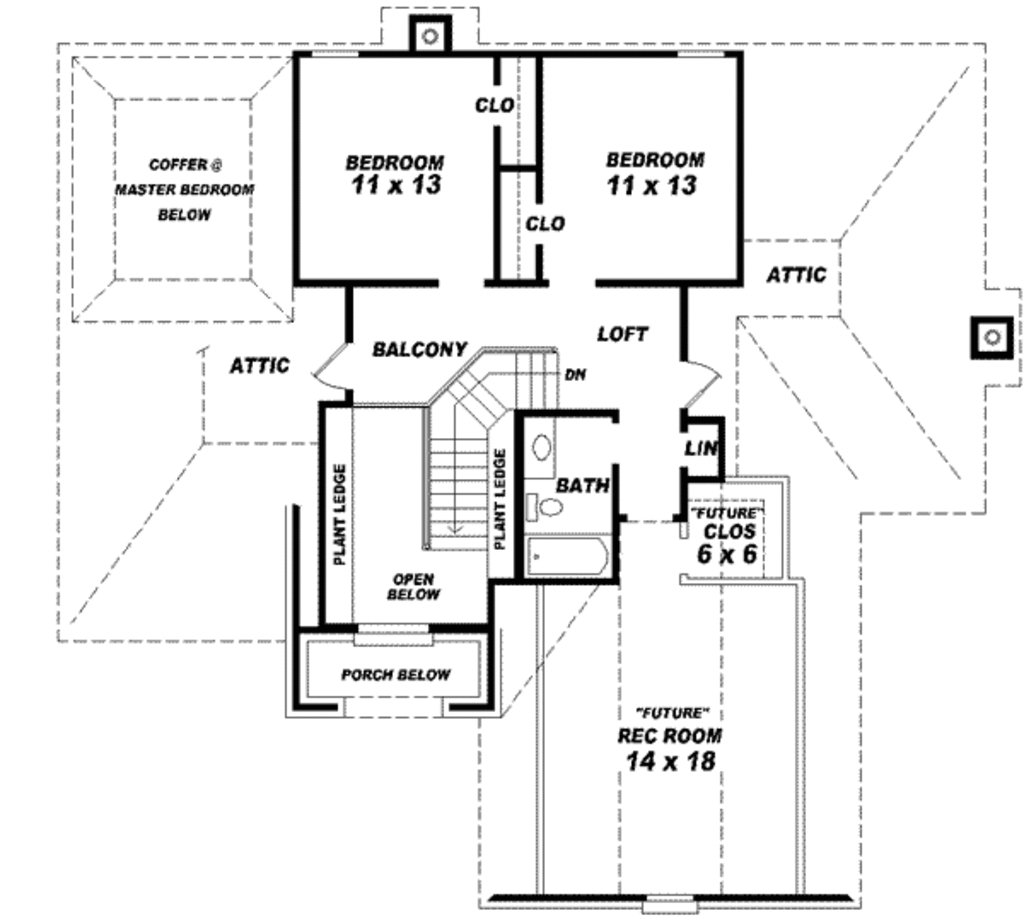 CLO
COFFER @
MASTER BEDROOM
BELOW
BEDROOM
11 x 13
BEDROOM
11 x 13
CLO
ATTIC
LOFT
BALCONY
ATTIC
DN
LIN
PLANT LEDGE
PLANT LEDGE
BATH
"FUTURE"
CLOS
6 x 6
OPEN
BELOW
PORCH BELOW
"FUTURE"
REC ROOM
14 x 18